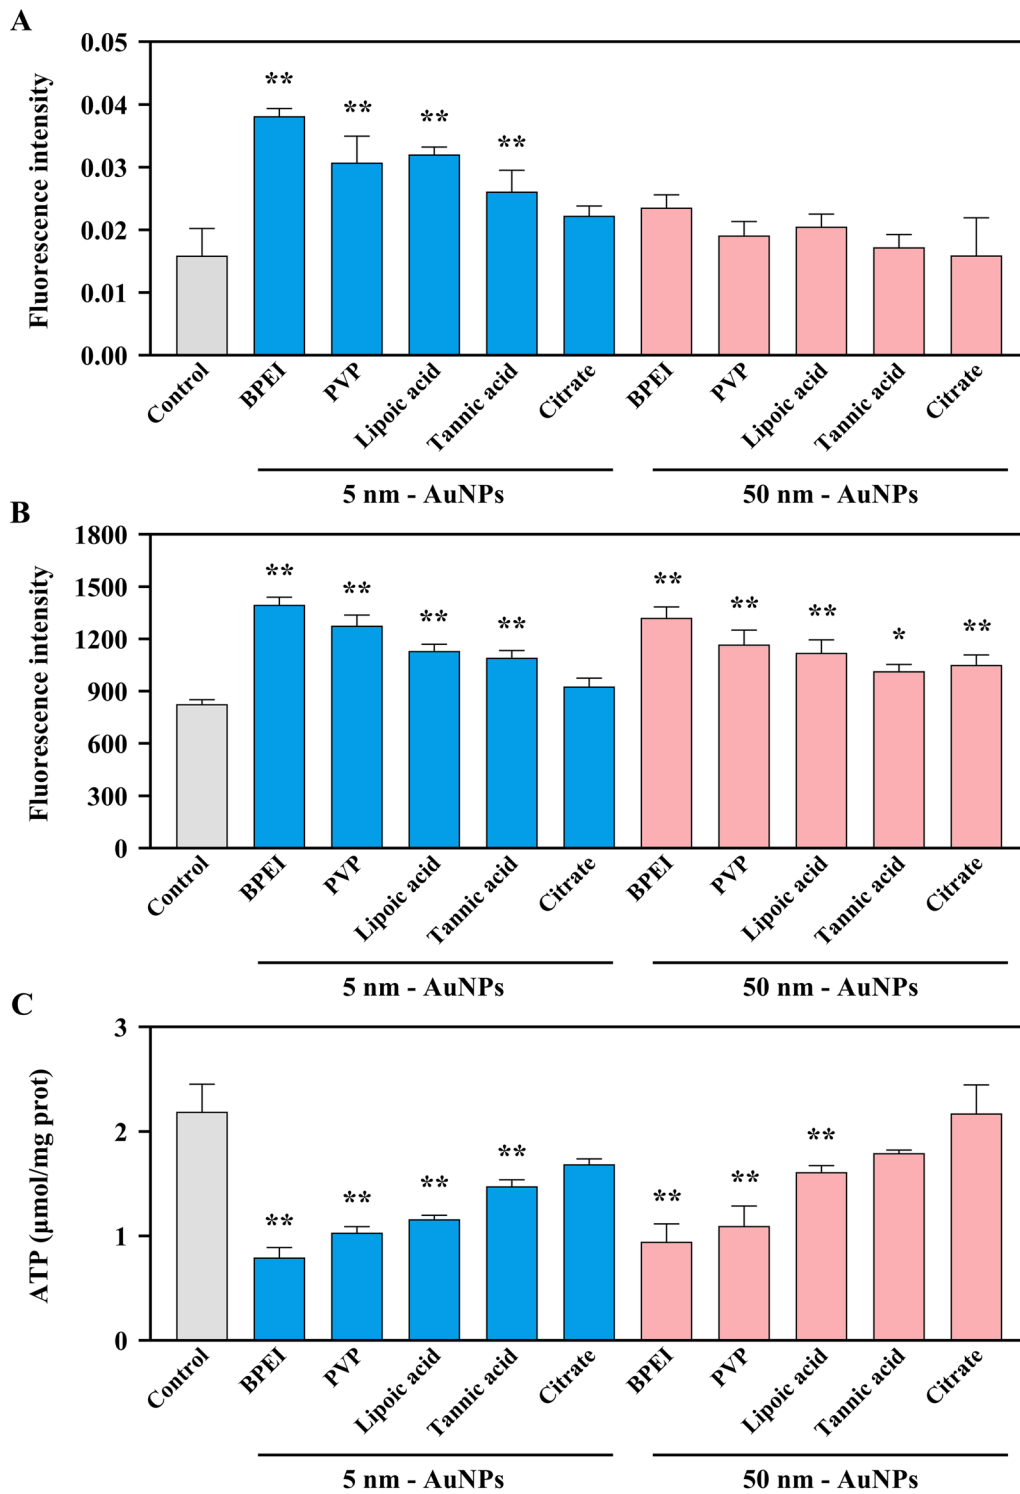 A
Fluorescence intensity
0.05
0.04
0.03
0.02
0.01
0.00
** ** ** **
Control BPEI PVP Lipoic acid Tannic acid Citrate BPEI PVP Lipoic acid Tannic acid Citrate
5 nm - AuNPs 50 nm - AuNPs
B
Fluorescence intensity
1800
1500
1200
900
600
300
0
** ** ** ** ** ** ** * **
Control BPEI PVP Lipoic acid Tannic acid Citrate BPEI PVP Lipoic acid Tannic acid Citrate
5 nm - AuNPs 50 nm - AuNPs
C
ATP (μmol/mg prot)
3
2
1
0
** ** ** ** ** ** **
Control BPEI PVP Lipoic acid Tannic acid Citrate BPEI PVP Lipoic acid Tannic acid Citrate
5 nm - AuNPs 50 nm - AuNPs